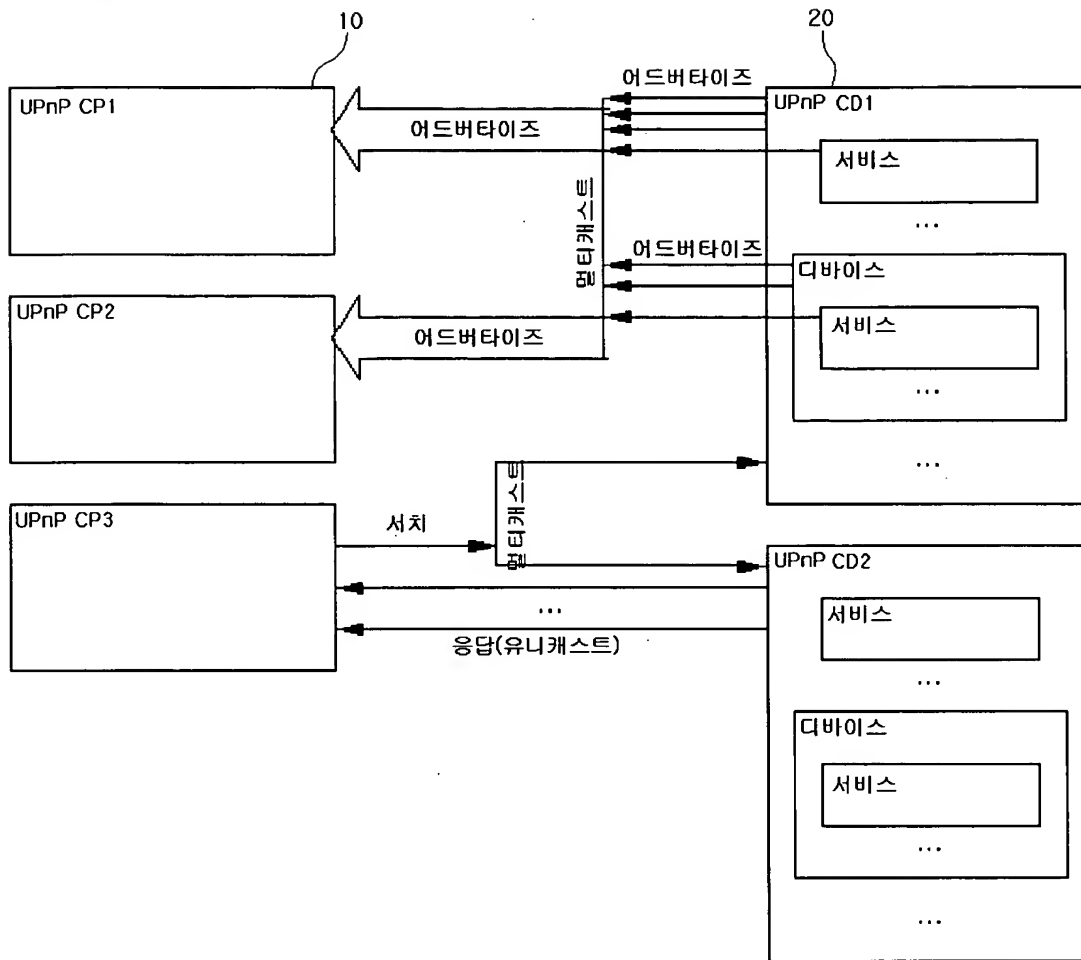 10
20
어드버타이즈
UPnP CP1
UPnP CD1
어드버타이즈
서비스
...
멀티캐스트
어드버타이즈
디바이스
UPnP CP2
서비스
어드버타이즈
...
...
UPnP CP3
서치
멀티캐스트
UPnP CD2
...
서비스
응답(유니캐스트)
...
디바이스
서비스
...
...